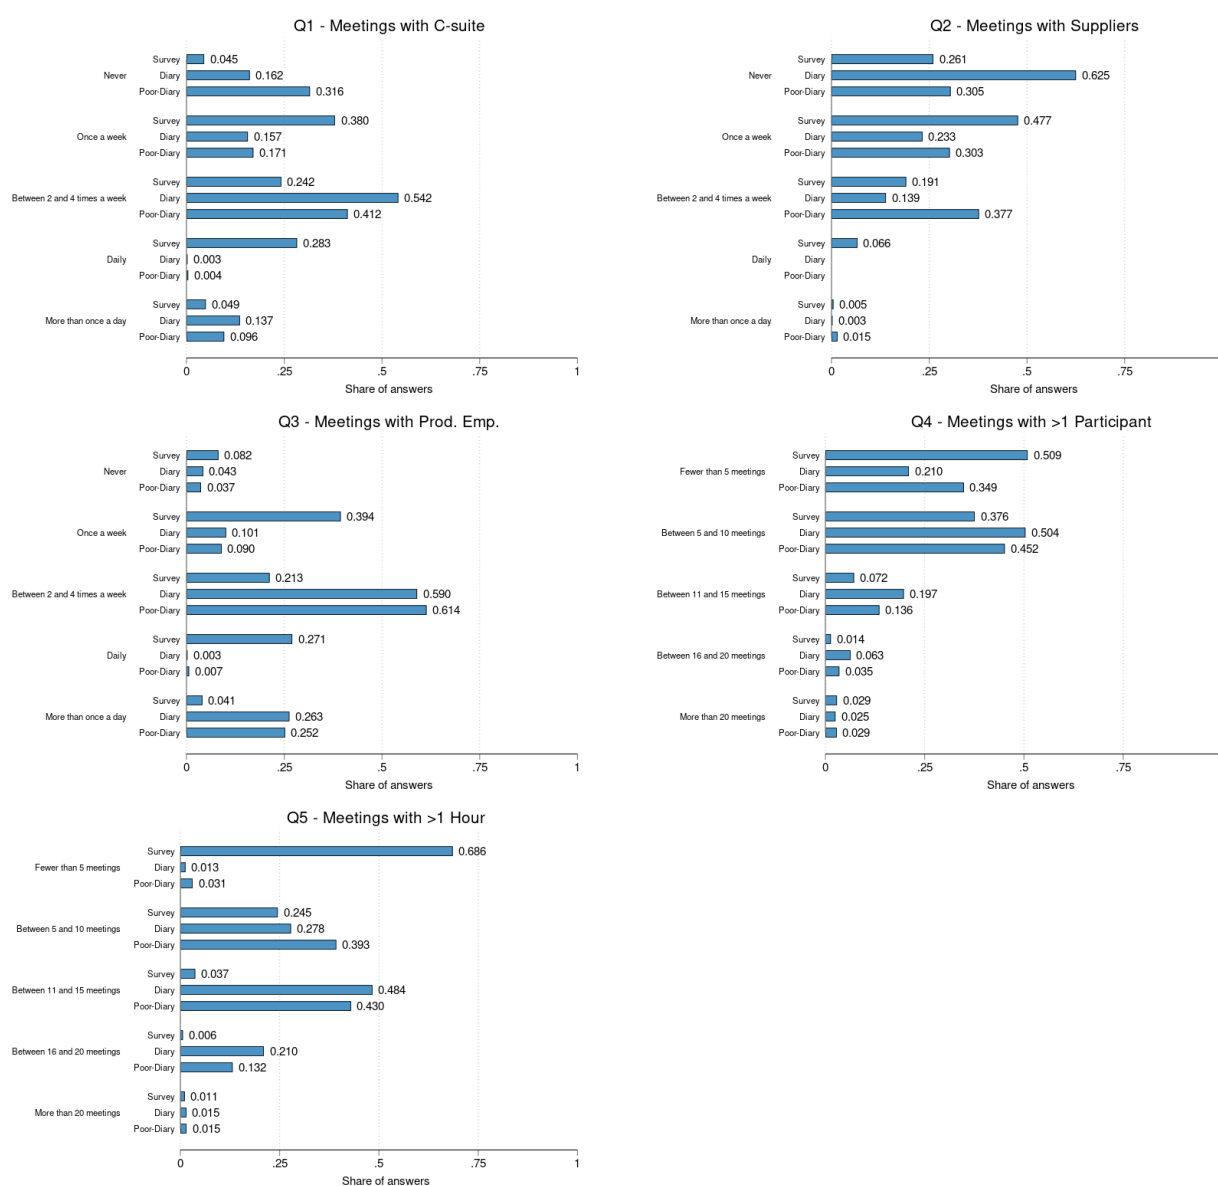 Q1 - Meetings with C-suite
Never
Survey 0.045
Diary 0.162
Poor-Diary 0.316
Once a week
Survey 0.380
Diary 0.157
Poor-Diary 0.171
Between 2 and 4 times a week
Survey 0.242
Diary 0.542
Poor-Diary 0.412
Daily
Survey 0.283
Diary 0.003
Poor-Diary 0.004
More than once a day
Survey 0.049
Diary 0.137
Poor-Diary 0.096
0 .25 .5 .75 1
Share of answers
Q2 - Meetings with Suppliers
Never
Survey 0.261
Diary 0.625
Poor-Diary 0.305
Once a week
Survey 0.477
Diary 0.233
Poor-Diary 0.303
Between 2 and 4 times a week
Survey 0.191
Diary 0.139
Poor-Diary 0.377
Daily
Survey 0.066
Diary
Poor-Diary
More than once a day
Survey 0.005
Diary 0.003
Poor-Diary 0.015
0 .25 .5 .75
Share of answers
Q3 - Meetings with Prod. Emp.
Never
Survey 0.082
Diary 0.043
Poor-Diary 0.037
Once a week
Survey 0.394
Diary 0.101
Poor-Diary 0.090
Between 2 and 4 times a week
Survey 0.213
Diary 0.590
Poor-Diary 0.614
Daily
Survey 0.271
Diary 0.003
Poor-Diary 0.007
More than once a day
Survey 0.041
Diary 0.263
Poor-Diary 0.252
0 .25 .5 .75 1
Share of answers
Q4 - Meetings with >1 Participant
Fewer than 5 meetings
Survey 0.509
Diary 0.210
Poor-Diary 0.349
Between 5 and 10 meetings
Survey 0.376
Diary 0.504
Poor-Diary 0.452
Between 11 and 15 meetings
Survey 0.072
Diary 0.197
Poor-Diary 0.136
Between 16 and 20 meetings
Survey 0.014
Diary 0.063
Poor-Diary 0.035
More than 20 meetings
Survey 0.029
Diary 0.025
Poor-Diary 0.029
0 .25 .5 .75
Share of answers
Q5 - Meetings with >1 Hour
Fewer than 5 meetings
Survey 0.686
Diary 0.013
Poor-Diary 0.031
Between 5 and 10 meetings
Survey 0.245
Diary 0.278
Poor-Diary 0.393
Between 11 and 15 meetings
Survey 0.037
Diary 0.484
Poor-Diary 0.430
Between 16 and 20 meetings
Survey 0.006
Diary 0.210
Poor-Diary 0.132
More than 20 meetings
Survey 0.011
Diary 0.015
Poor-Diary 0.015
0 .25 .5 .75 1
Share of answers